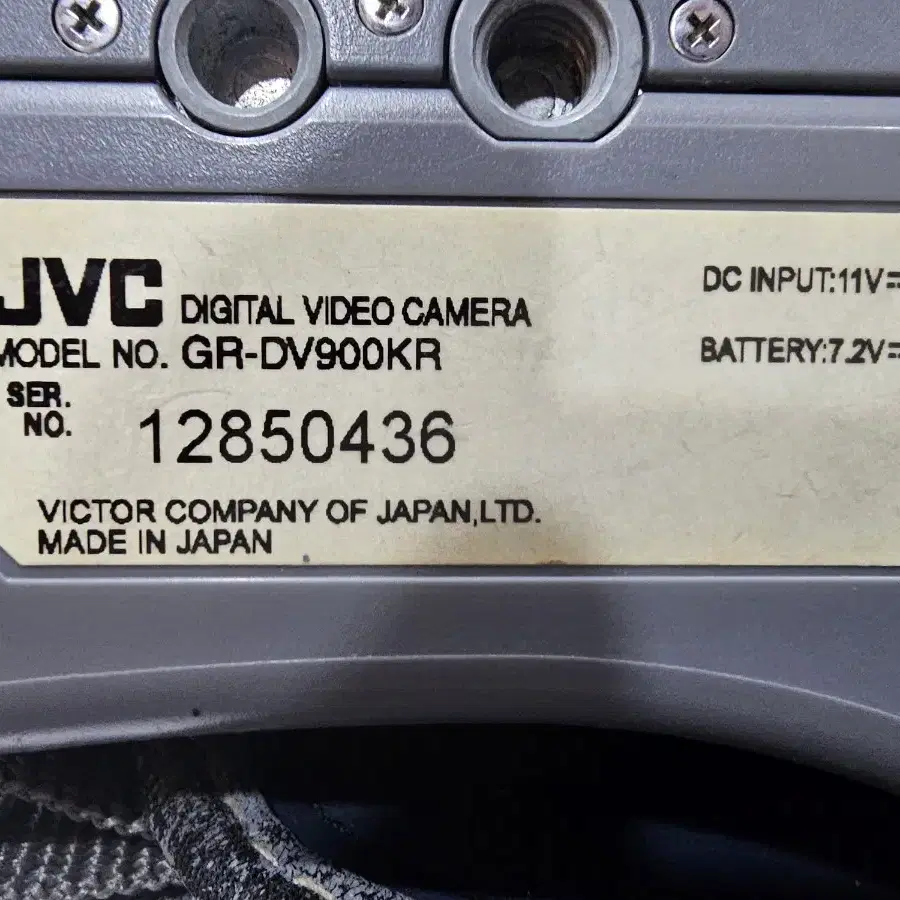 JVC DIGITAL VIDEO CAMERA
MODEL NO. GR-DV900KR
SER.
NO. 12850436
VICTOR COMPANY OF JAPAN,LTD.
MADE IN JAPAN
DC INPUT:11V⎓
BATTERY:7.2V⎓